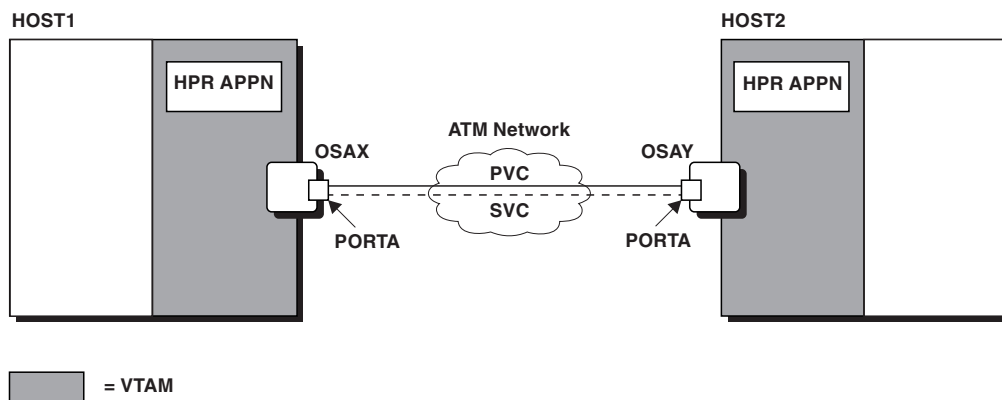 HOST1
HOST2
HPR APPN
HPR APPN
ATM Network
OSAX
OSAY
PVC
SVC
PORTA
PORTA
= VTAM